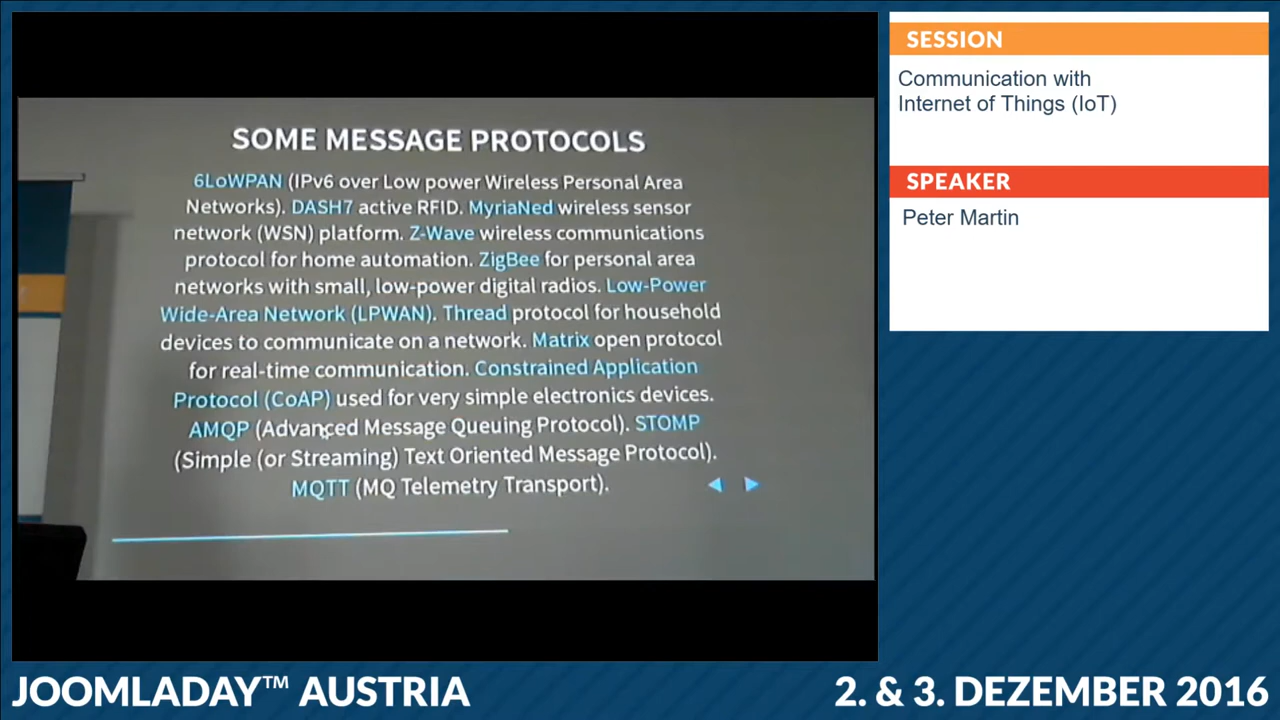 SOME MESSAGE PROTOCOLS
6LoWPAN (IPv6 over Low power Wireless Personal Area
Networks). DASH7 active RFID. MyriaNed wireless sensor
network (WSN) platform. Z-Wave wireless communications
protocol for home automation. ZigBee for personal area
networks with small, low-power digital radios. Low-Power
Wide-Area Network (LPWAN). Thread protocol for household
devices to communicate on a network. Matrix open protocol
for real-time communication. Constrained Application
Protocol (CoAP) used for very simple electronics devices.
AMQP (Advanced Message Queuing Protocol). STOMP
(Simple (or Streaming) Text Oriented Message Protocol).
MQTT (MQ Telemetry Transport).
SESSION
Communication with
Internet of Things (IoT)
SPEAKER
Peter Martin
JOOMLADAY™ AUSTRIA
2. & 3. DEZEMBER 2016